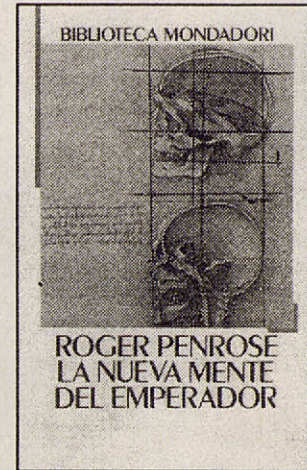 BIBLIOTECA MONDADORI
ROGER PENROSE
LA NUEVA MENTE
DEL EMPERADOR